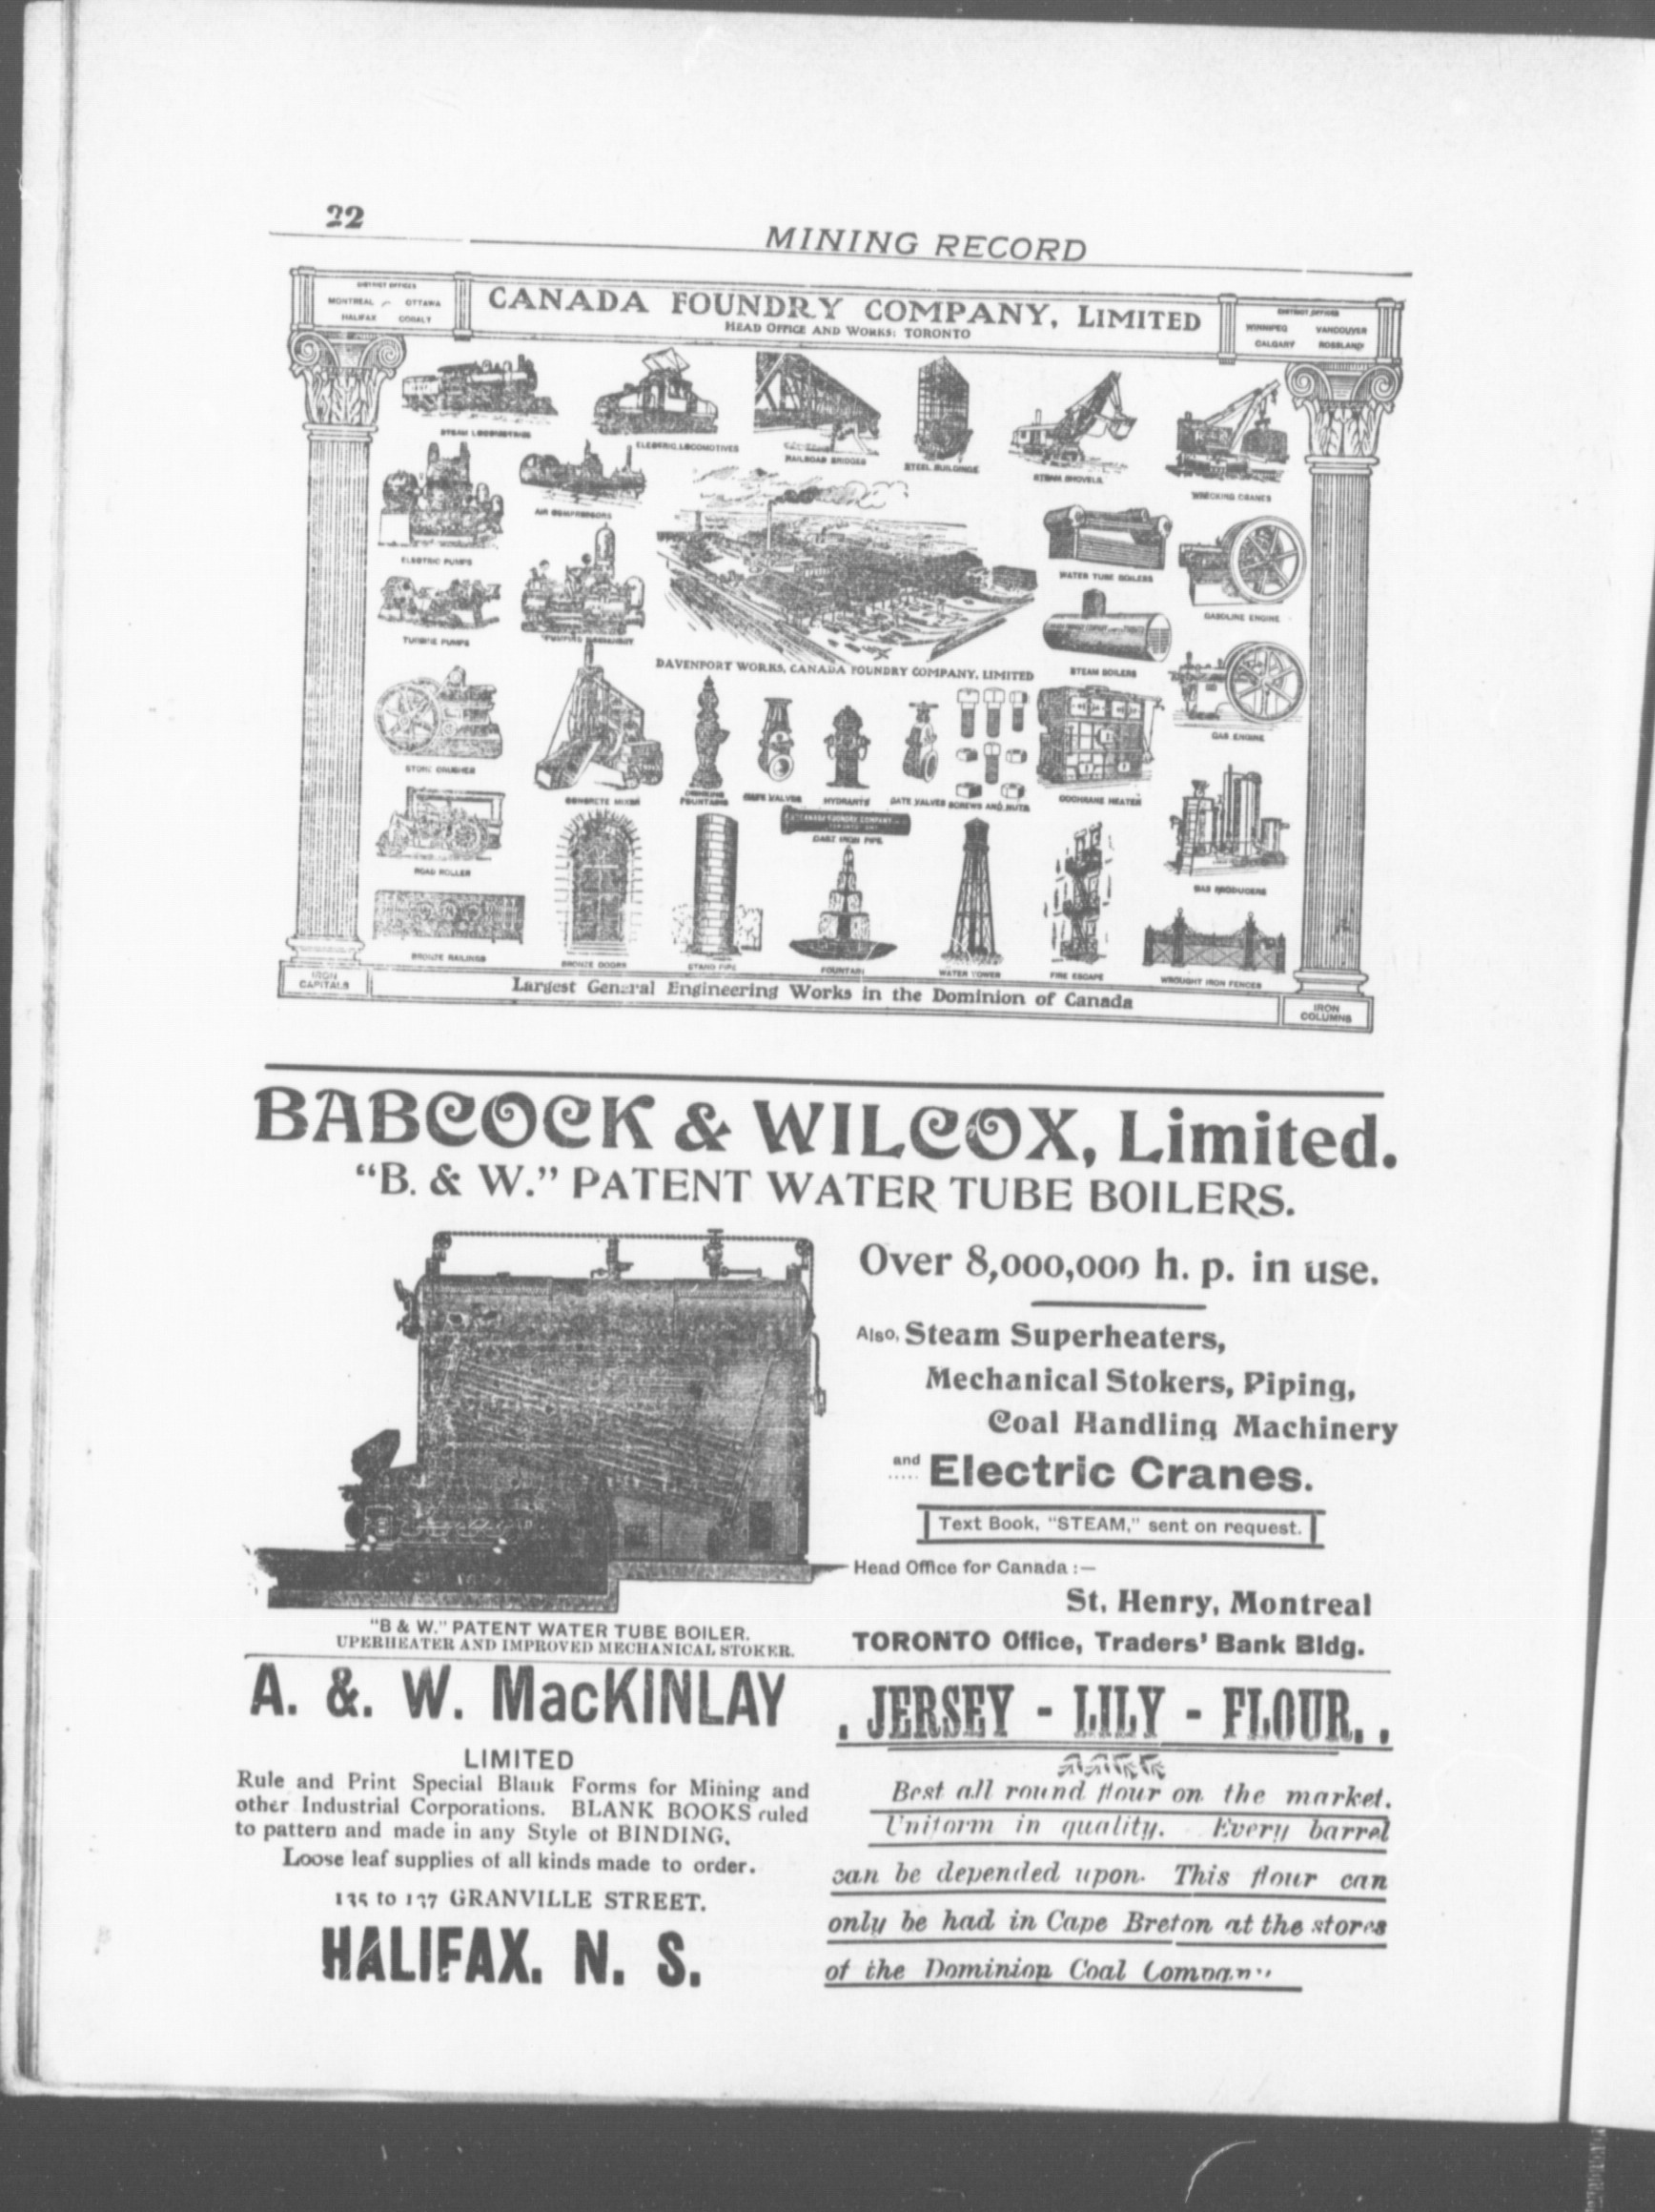 22
MINING RECORD
DISTRICT OFFICES
MONTREAL OTTAWA
HALIFAX COBALT
CANADA FOUNDRY COMPANY, LIMITED
HEAD OFFICE AND WORKS: TORONTO
DISTRICT OFFICES
WINNIPEG VANCOUVER
CALGARY ROSSLAND
STEAM LOCOMOTIVES
ELECTRIC LOCOMOTIVES
RAILROAD BRIDGES
STEEL BUILDINGS
STEAM SHOVELS
WRECKING CRANES
AIR COMPRESSORS
ELECTRIC PUMPS
WATER TUBE BOILERS
GASOLINE ENGINE
TURBINE PUMPS
PUMPING MACHINERY
DAVENPORT WORKS, CANADA FOUNDRY COMPANY, LIMITED
STEAM BOILERS
GAS ENGINE
STONE CRUSHER
CONCRETE MIXER
DRINKING
FOUNTAINS
VALVES
HYDRANTS
GATE VALVES
SCREWS AND NUTS
COCHRANE HEATER
CANADA FOUNDRY COMPANY
CAST IRON PIPE
ROAD ROLLER
GAS PRODUCERS
BRONZE RAILINGS
BRONZE DOORS
STAND PIPE
FOUNTAIN
WATER TOWER
FIRE ESCAPE
WROUGHT IRON FENCES
IRON
CAPITALS
Largest General Engineering Works in the Dominion of Canada
IRON
COLUMNS
BABCOCK & WILCOX, Limited.
"B. & W." PATENT WATER TUBE BOILERS.
Over 8,000,000 h. p. in use.
Also, Steam Superheaters,
Mechanical Stokers, Piping,
Coal Handling Machinery
and Electric Cranes.
Text Book, "STEAM," sent on request.
Head Office for Canada :—
St. Henry, Montreal
TORONTO Office, Traders' Bank Bldg.
"B & W." PATENT WATER TUBE BOILER.
UPERHEATER AND IMPROVED MECHANICAL STOKER.
A. &. W. MacKINLAY
LIMITED
Rule and Print Special Blank Forms for Mining and
other Industrial Corporations. BLANK BOOKS ruled
to pattern and made in any Style of BINDING,
Loose leaf supplies of all kinds made to order.
135 to 137 GRANVILLE STREET.
HALIFAX. N. S.
. JERSEY - LILY - FLOUR. .
Best all round flour on the market.
Uniform in quality. Every barrel
can be depended upon. This flour can
only be had in Cape Breton at the stores
of the Dominion Coal Company